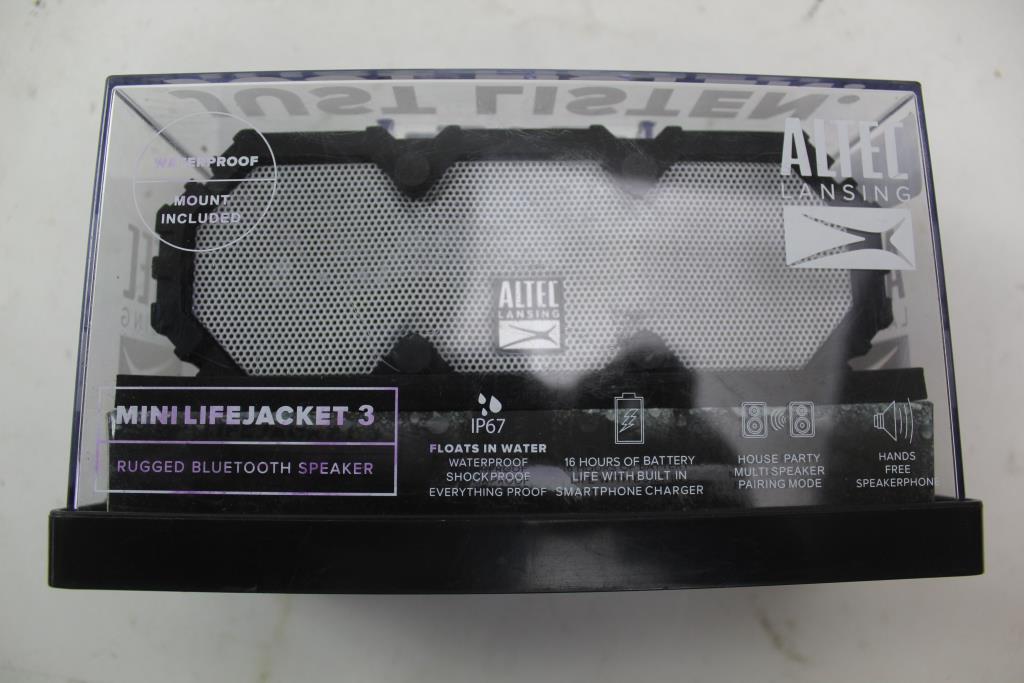 JUST LISTEN.
WATERPROOF
MOUNT
INCLUDED
ALTEC
LANSING
ALTEC
LANSING
MINI LIFEJACKET 3
RUGGED BLUETOOTH SPEAKER
IP67
FLOATS IN WATER
WATERPROOF
SHOCKPROOF
EVERYTHING PROOF
16 HOURS OF BATTERY
LIFE WITH BUILT IN
SMARTPHONE CHARGER
HOUSE PARTY
MULTI SPEAKER
PAIRING MODE
HANDS
FREE
SPEAKERPHONE